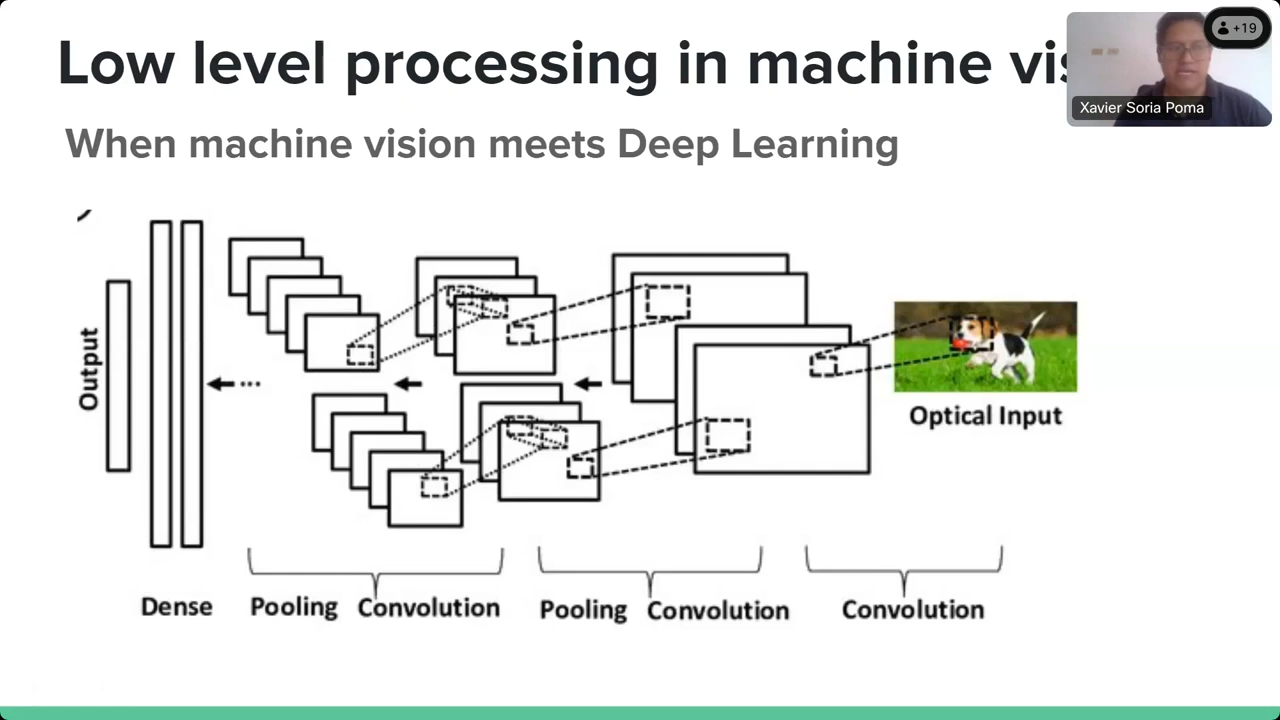 Low level processing in machine vis
+19
Xavier Soria Poma
When machine vision meets Deep Learning
Output
Optical Input
Dense
Pooling Convolution
Pooling Convolution
Convolution